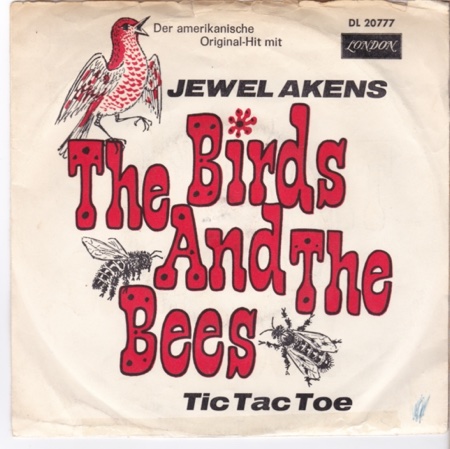 Der amerikanische
Original-Hit mit
DL 20777
LONDON
JEWEL AKENS
The Birds
And The
Bees
Tic Tac Toe